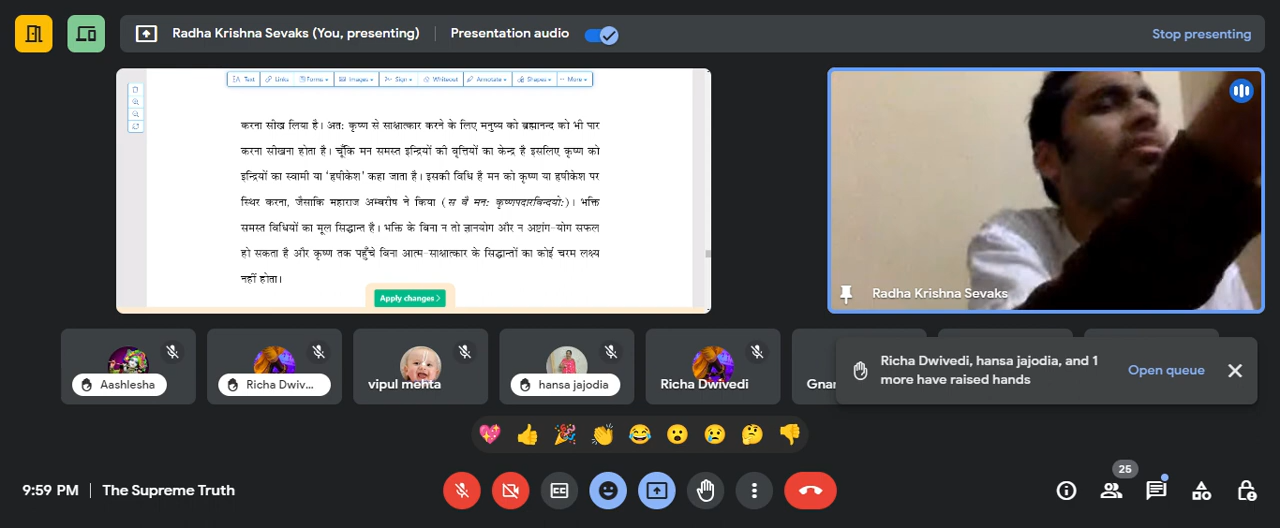 Radha Krishna Sevaks (You, presenting)
Presentation audio
Stop presenting
Text
Links
Forms
Images
Sign
Whiteout
Annotate
Shapes
More
करना सीख लिया है। अतः कृष्ण से साक्षात्कार करने के लिए मनुष्य को ब्रह्मानन्द को भी पार
करना सीखना होता है। चूँकि मन समस्त इन्द्रियों की वृत्तियों का केन्द्र है इसलिए कृष्ण को
इन्द्रियों का स्वामी या 'हृषीकेश' कहा जाता है। इसकी विधि है मन को कृष्ण या हृषीकेश पर
स्थिर करना, जैसाकि महाराज अम्बरीष ने किया (स वै मनः कृष्णपदारविन्दयोः)। भक्ति
समस्त विधियों का मूल सिद्धान्त है। भक्ति के बिना न तो ज्ञानयोग और न अष्टांग-योग सफल
हो सकता है और कृष्ण तक पहुँचे बिना आत्म-साक्षात्कार के सिद्धान्तों का कोई चरम लक्ष्य
नहीं होता।
Apply changes
Radha Krishna Sevaks
Aashlesha
Richa Dwiv...
vipul mehta
hansa jajodia
Richa Dwivedi
Gnan
Richa Dwivedi, hansa jajodia, and 1
more have raised hands
Open queue
9:59 PM
The Supreme Truth
25